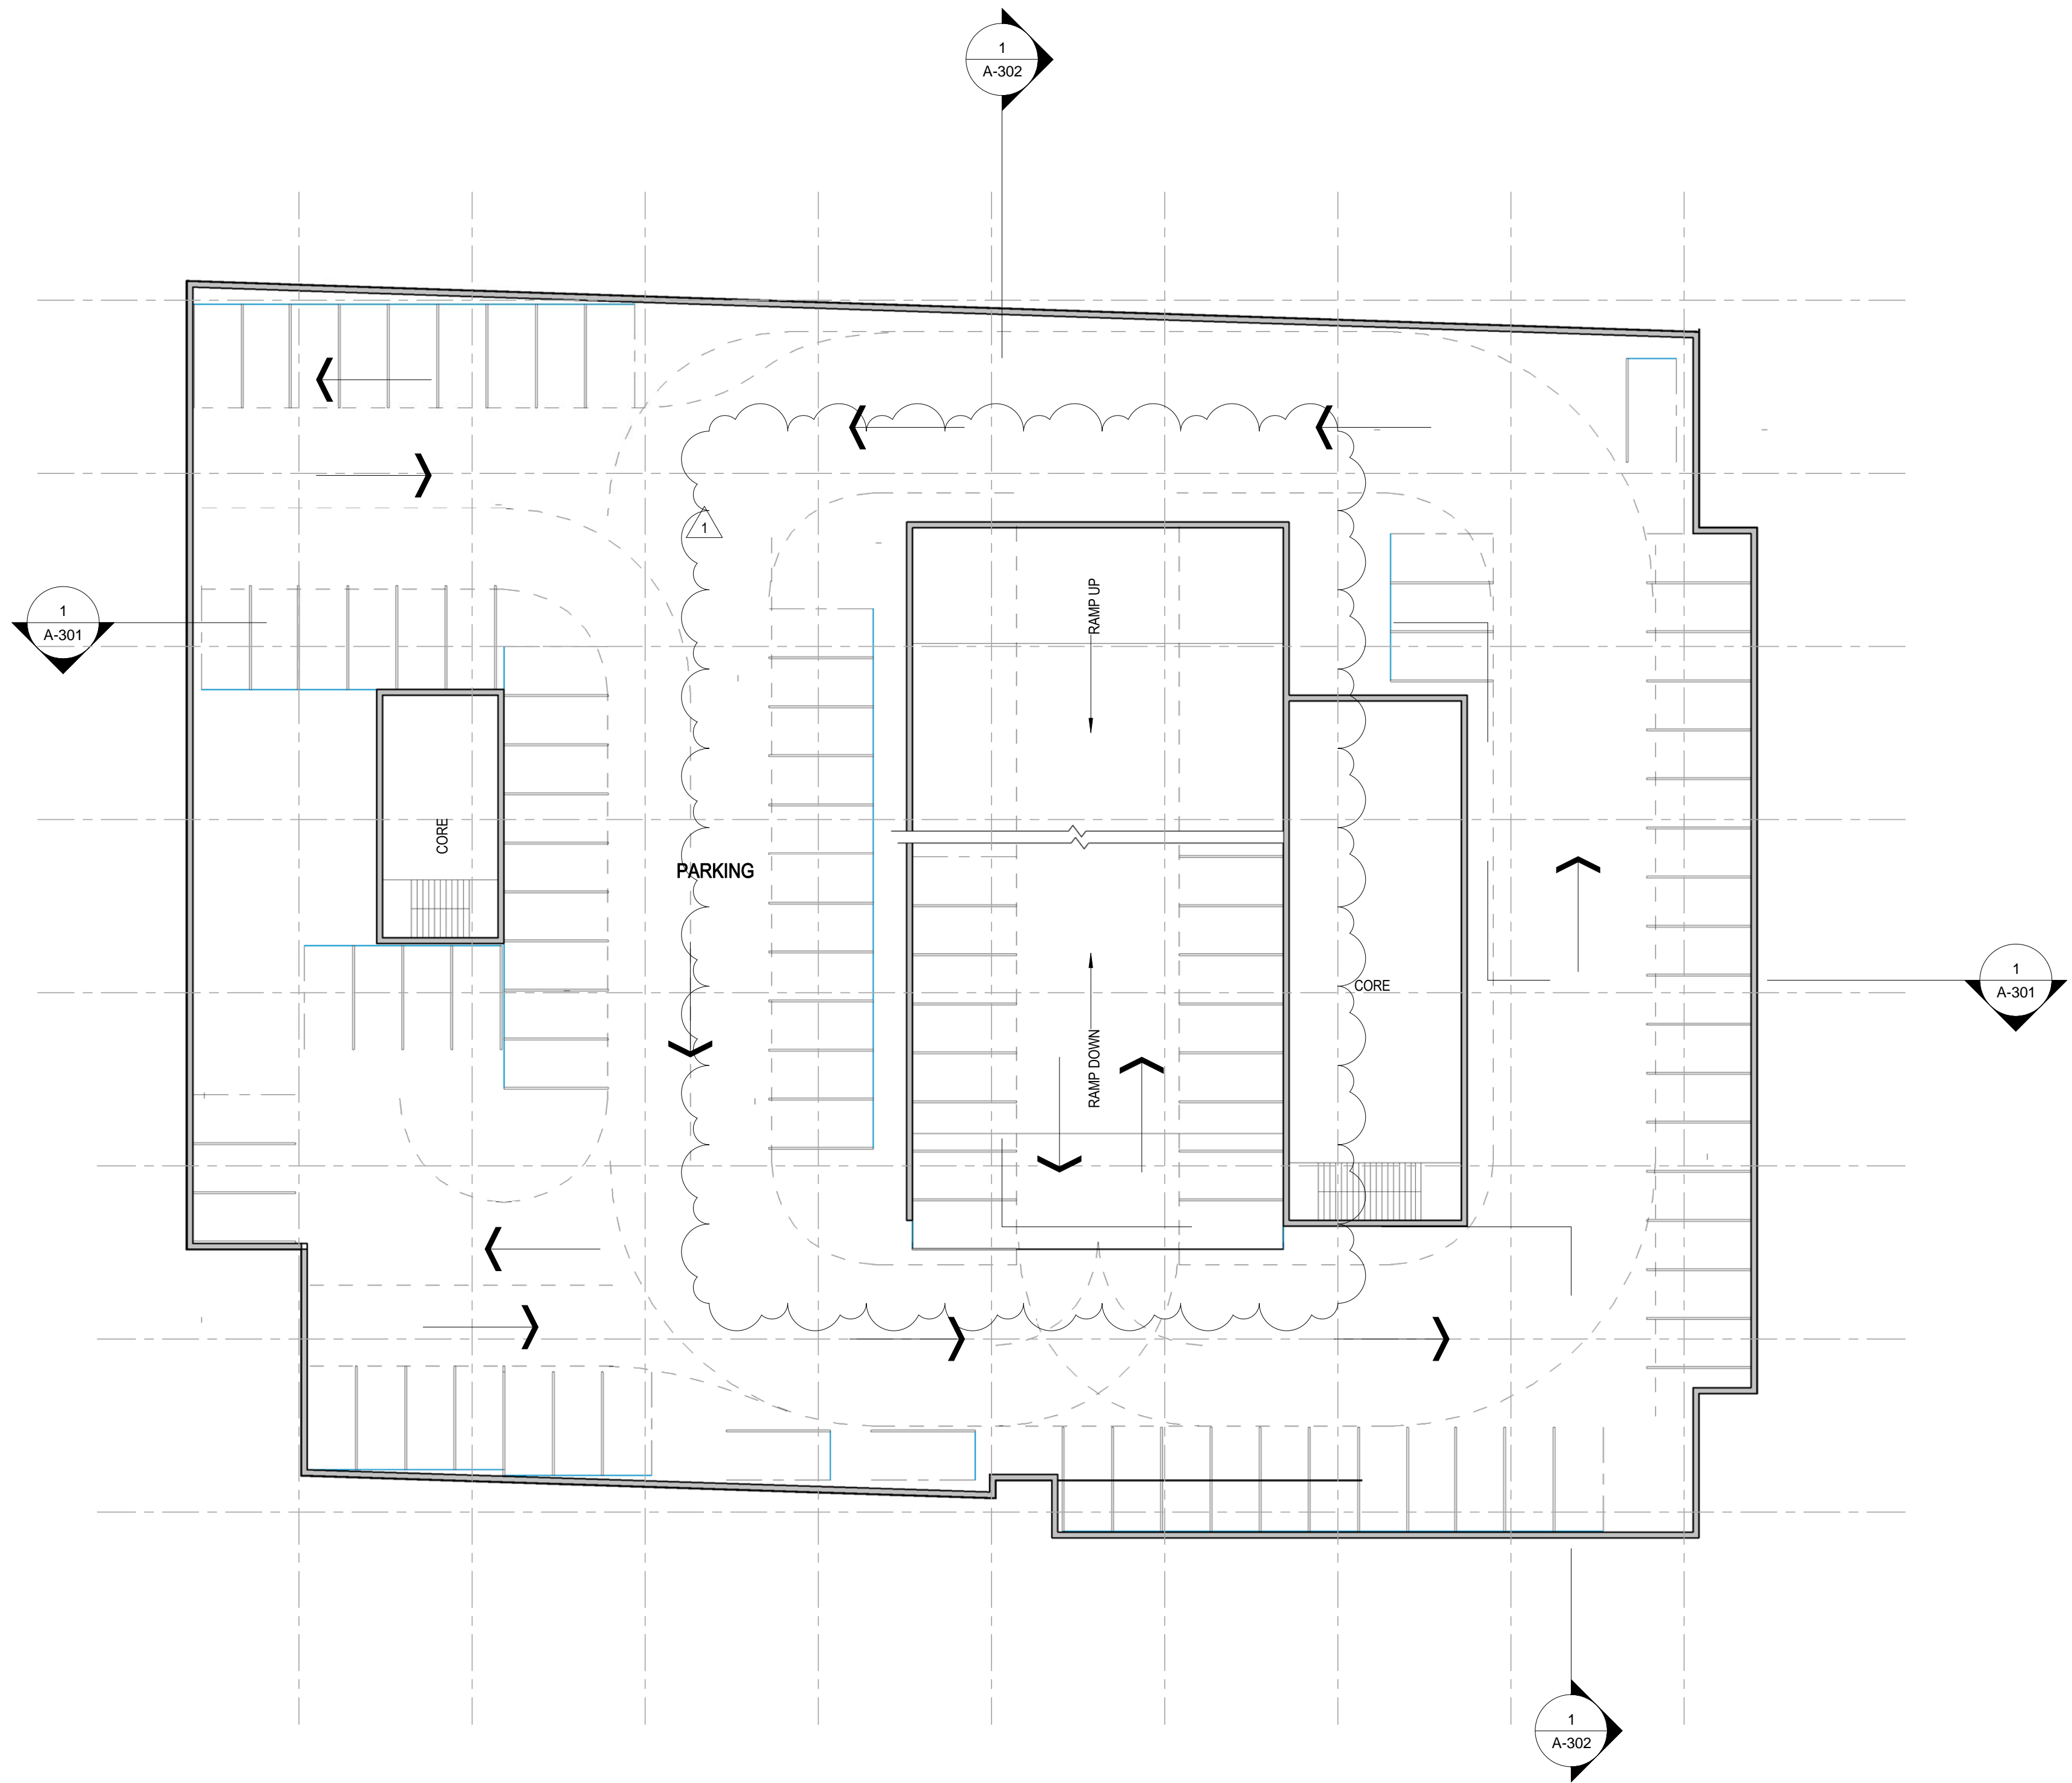 1
A-302
1
RAMP UP
1
A-301
CORE
PARKING
CORE
1
A-301
RAMP DOWN
1
A-302